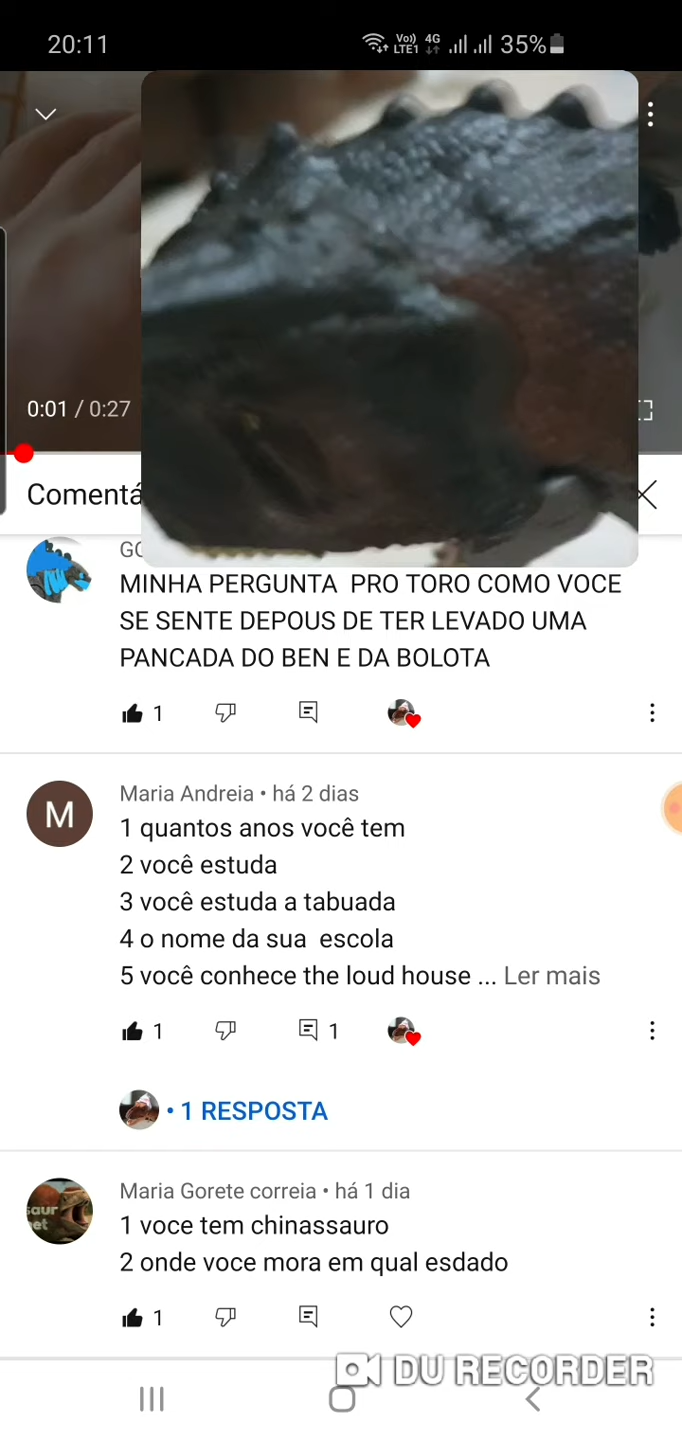 20:11
Vo))
LTE1
4G
35%
0:01 / 0:27
Comentá
GO
MINHA PERGUNTA PRO TORO COMO VOCE
SE SENTE DEPOUS DE TER LEVADO UMA
PANCADA DO BEN E DA BOLOTA
1
M
Maria Andreia • há 2 dias
1 quantos anos você tem
2 você estuda
3 você estuda a tabuada
4 o nome da sua escola
5 você conhece the loud house ... Ler mais
1
1
• 1 RESPOSTA
saur
et
Maria Gorete correia • há 1 dia
1 voce tem chinassauro
2 onde voce mora em qual esdado
1
DU RECORDER